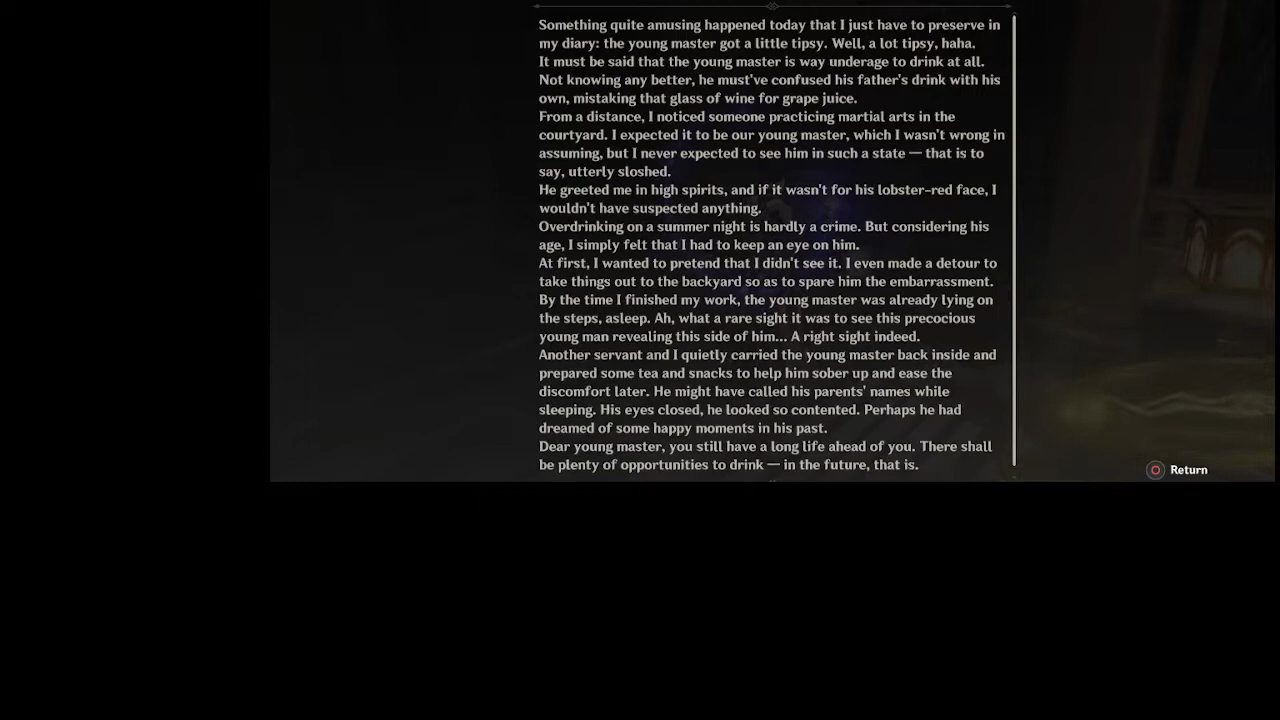 Something quite amusing happened today that I just have to preserve in
my diary: the young master got a little tipsy. Well, a lot tipsy, haha.
It must be said that the young master is way underage to drink at all.
Not knowing any better, he must've confused his father's drink with his
own, mistaking that glass of wine for grape juice.
From a distance, I noticed someone practicing martial arts in the
courtyard. I expected it to be our young master, which I wasn't wrong in
assuming, but I never expected to see him in such a state — that is to
say, utterly sloshed.
He greeted me in high spirits, and if it wasn't for his lobster-red face, I
wouldn't have suspected anything.
Overdrinking on a summer night is hardly a crime. But considering his
age, I simply felt that I had to keep an eye on him.
At first, I wanted to pretend that I didn't see it. I even made a detour to
take things out to the backyard so as to spare him the embarrassment.
By the time I finished my work, the young master was already lying on
the steps, asleep. Ah, what a rare sight it was to see this precocious
young man revealing this side of him... A right sight indeed.
Another servant and I quietly carried the young master back inside and
prepared some tea and snacks to help him sober up and ease the
discomfort later. He might have called his parents' names while
sleeping. His eyes closed, he looked so contented. Perhaps he had
dreamed of some happy moments in his past.
Dear young master, you still have a long life ahead of you. There shall
be plenty of opportunities to drink — in the future, that is.
Return